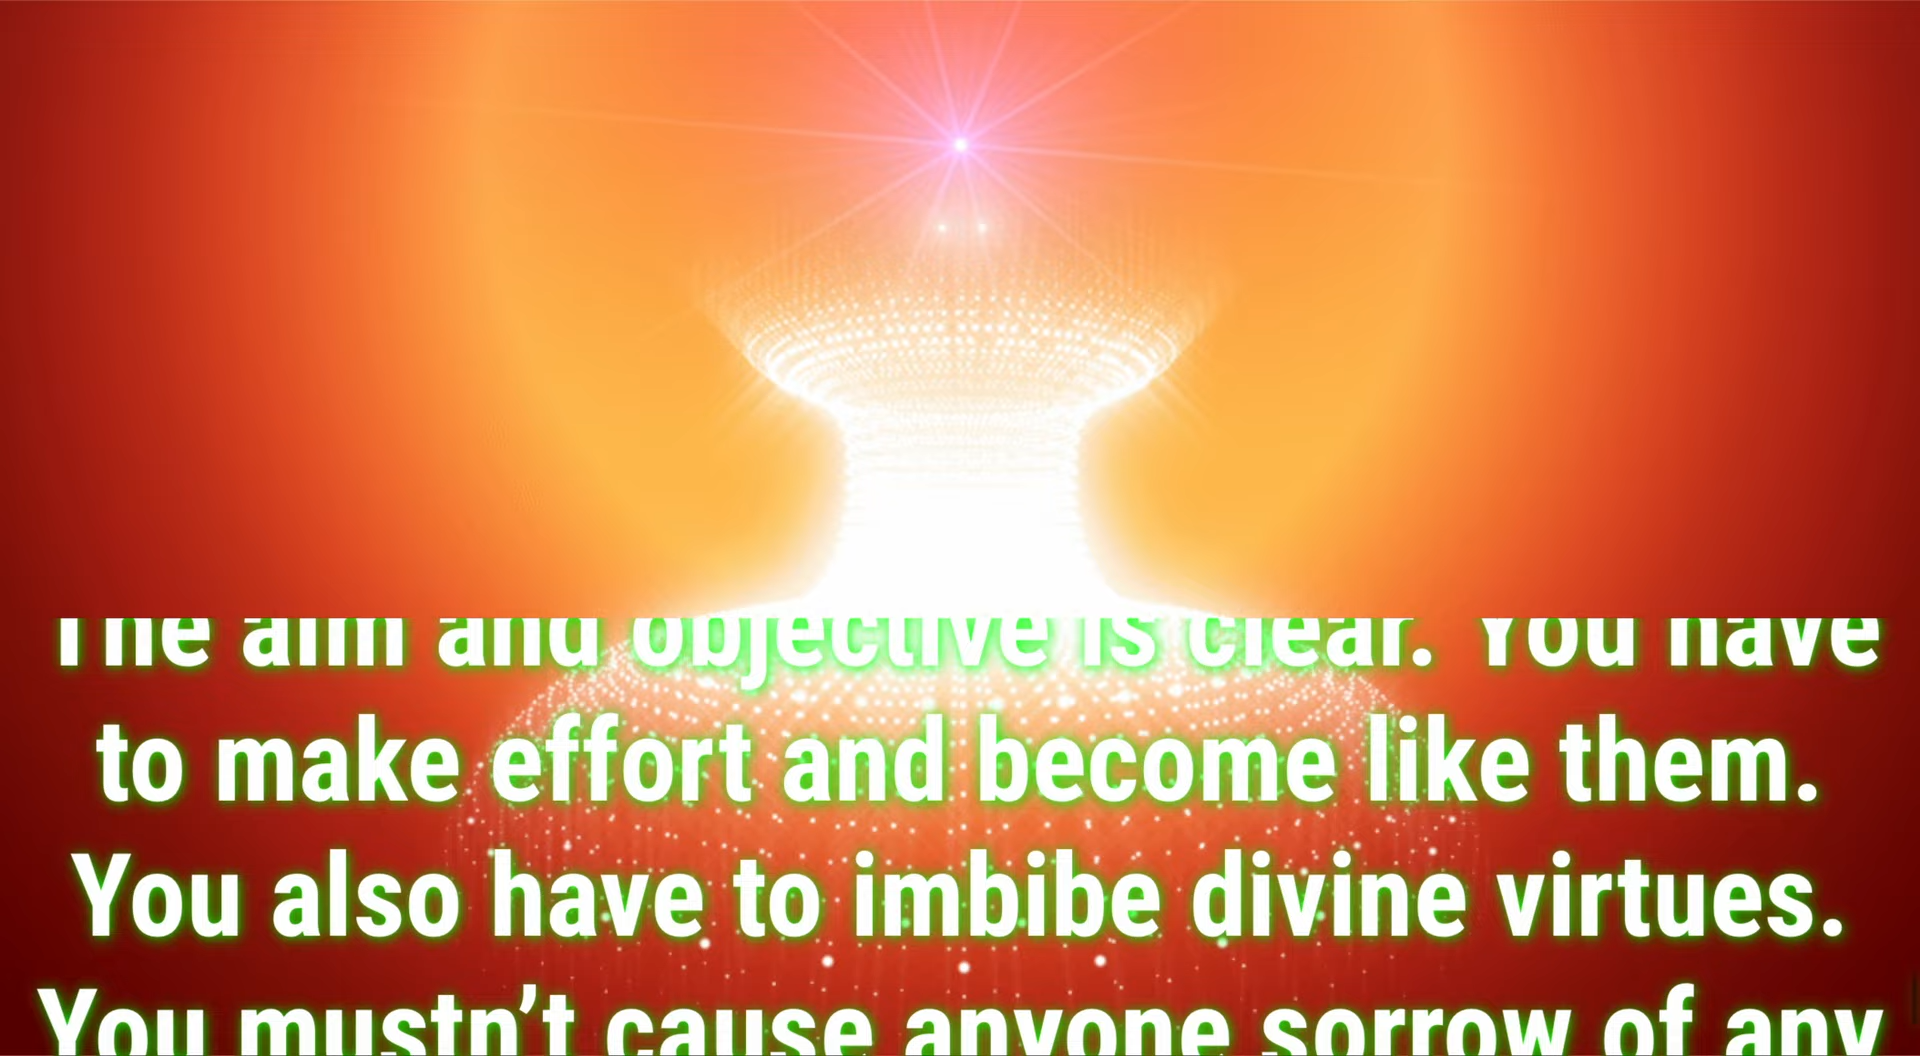 The aim and objective is clear. You have
to make effort and become like them.
You also have to imbibe divine virtues.
You mustn’t cause anyone sorrow of any